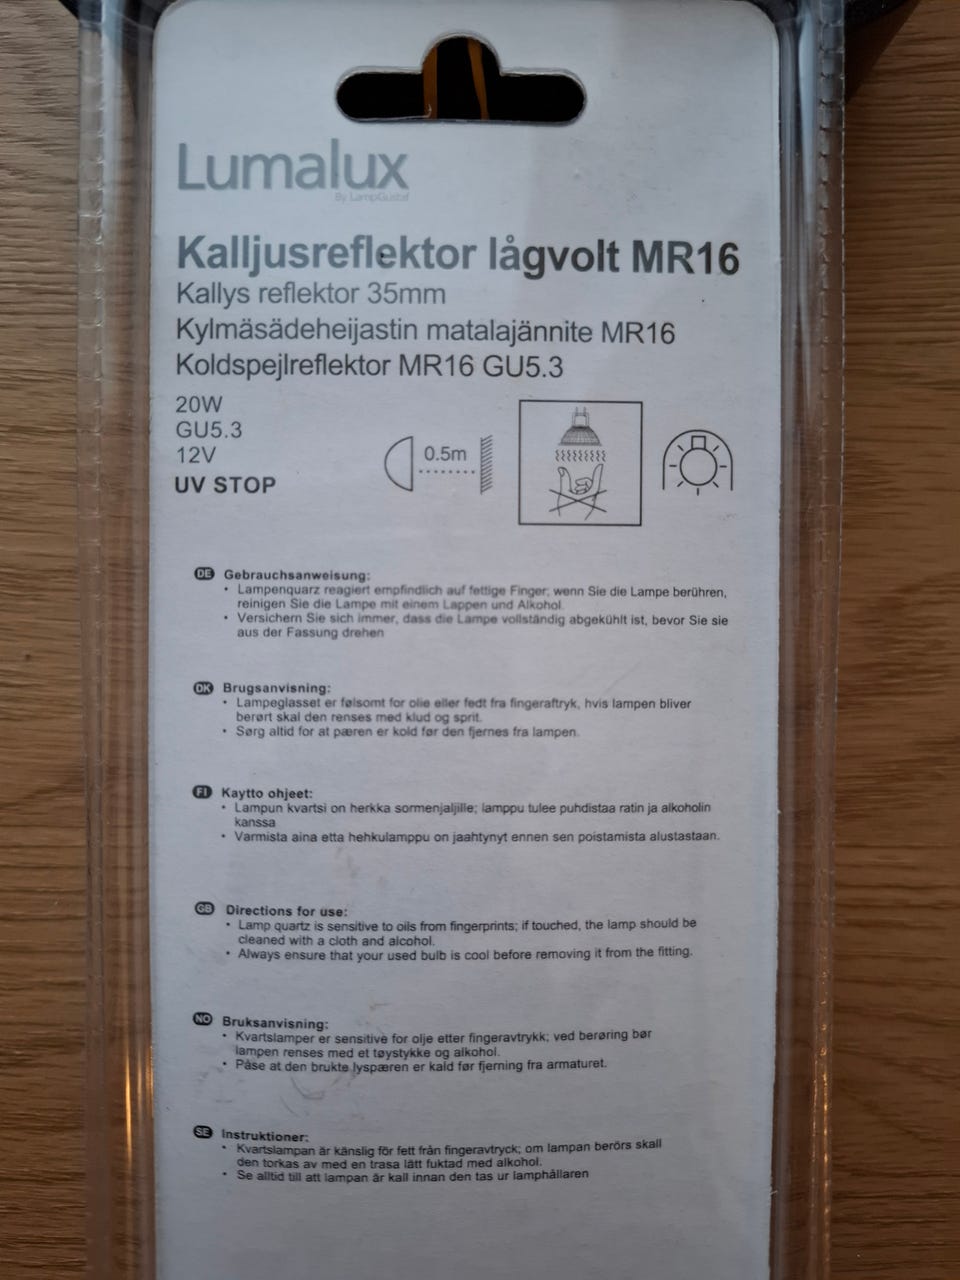 Lumalux
By LampGustaf
Kalljusreflektor lågvolt MR16
Kallys reflektor 35mm
Kylmäsädeheijastin matalajännite MR16
Koldspejlreflektor MR16 GU5.3
20W
GU5.3
12V
UV STOP
0.5m
DE Gebrauchsanweisung:
• Lampenquarz reagiert empfindlich auf fettige Finger; wenn Sie die Lampe berühren,
reinigen Sie die Lampe mit einem Lappen und Alkohol.
• Versichern Sie sich immer, dass die Lampe vollständig abgekühlt ist, bevor Sie sie
aus der Fassung drehen
DK Brugsanvisning:
• Lampeglasset er følsomt for olie eller fedt fra fingeraftryk, hvis lampen bliver
berørt skal den renses med klud og sprit.
• Sørg altid for at pæren er kold før den fjernes fra lampen.
FI Kaytto ohjeet:
• Lampun kvartsi on herkka sormenjaljille; lamppu tulee puhdistaa ratin ja alkoholin
kanssa
• Varmista aina etta hehkulamppu on jaahtynyt ennen sen poistamista alustastaan.
GB Directions for use:
• Lamp quartz is sensitive to oils from fingerprints; if touched, the lamp should be
cleaned with a cloth and alcohol.
• Always ensure that your used bulb is cool before removing it from the fitting.
NO Bruksanvisning:
• Kvartslamper er sensitive for olje etter fingeravtrykk; ved berøring bør
lampen renses med et tøystykke og alkohol.
• Påse at den brukte lyspæren er kald før fjerning fra armaturet.
SE Instruktioner:
• Kvartslampan är känslig för fett från fingeravtryck; om lampan berörs skall
den torkas av med en trasa lätt fuktad med alkohol.
• Se alltid till att lampan är kall innan den tas ur lamphållaren